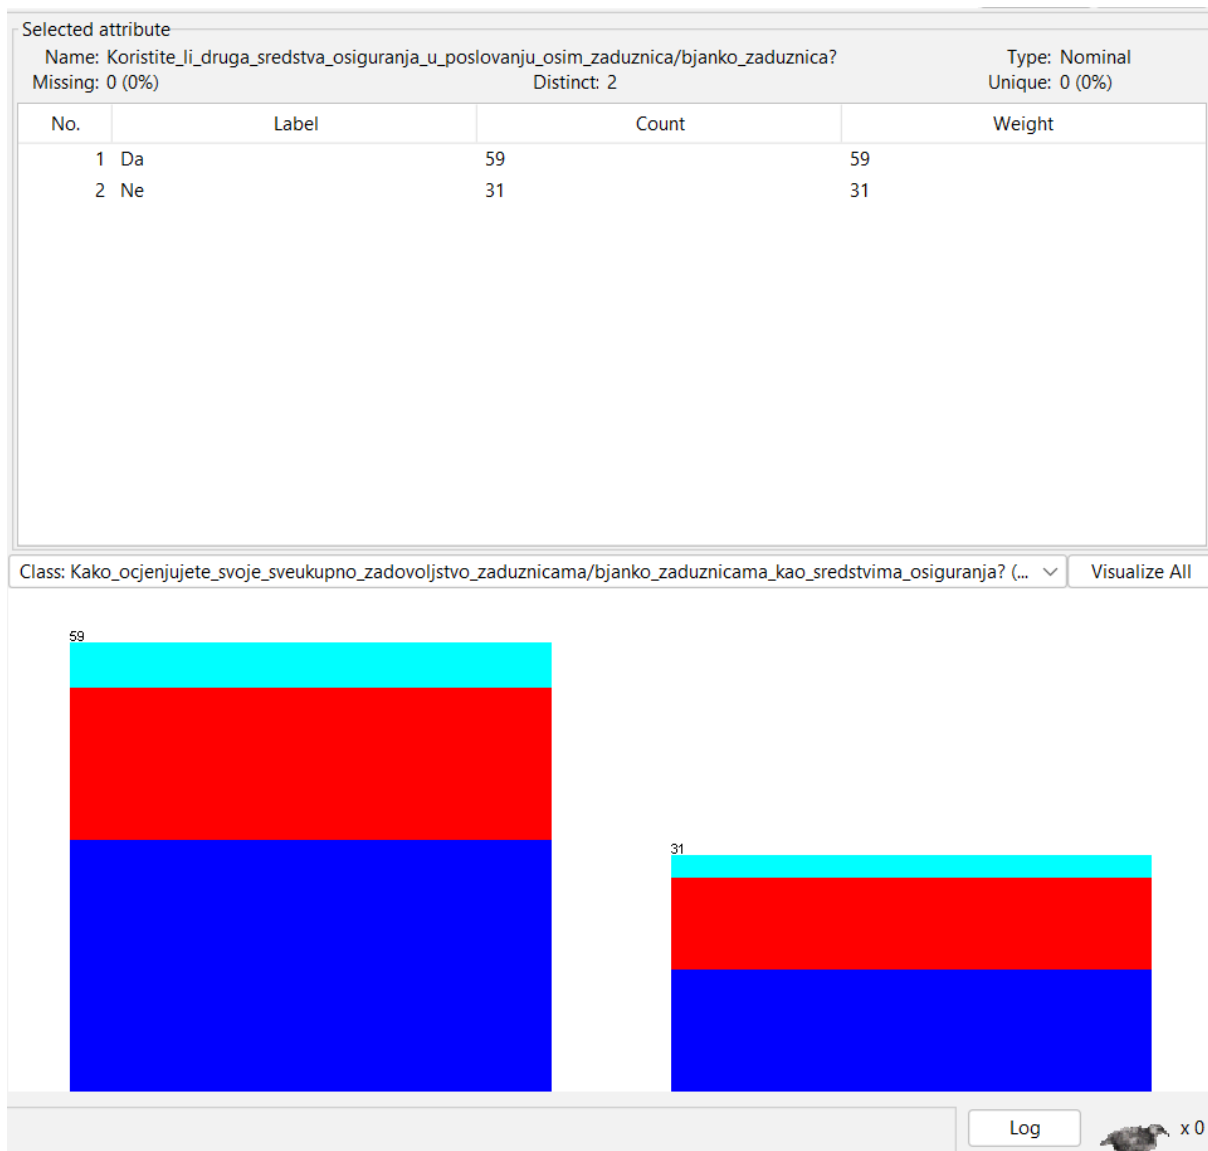 Selected attribute
Name: Koristite_li_druga_sredstva_osiguranja_u_poslovanju_osim_zaduznica/bjanko_zaduznica? Type: Nominal
Missing: 0 (0%) Distinct: 2 Unique: 0 (0%)
No. Label Count Weight
1 Da 59 59
2 Ne 31 31
Class: Kako_ocjenjujete_svoje_sveukupno_zadovoljstvo_zaduznicama/bjanko_zaduznicama_kao_sredstvima_osiguranja? (... Visualize All
59
31
Log x 0